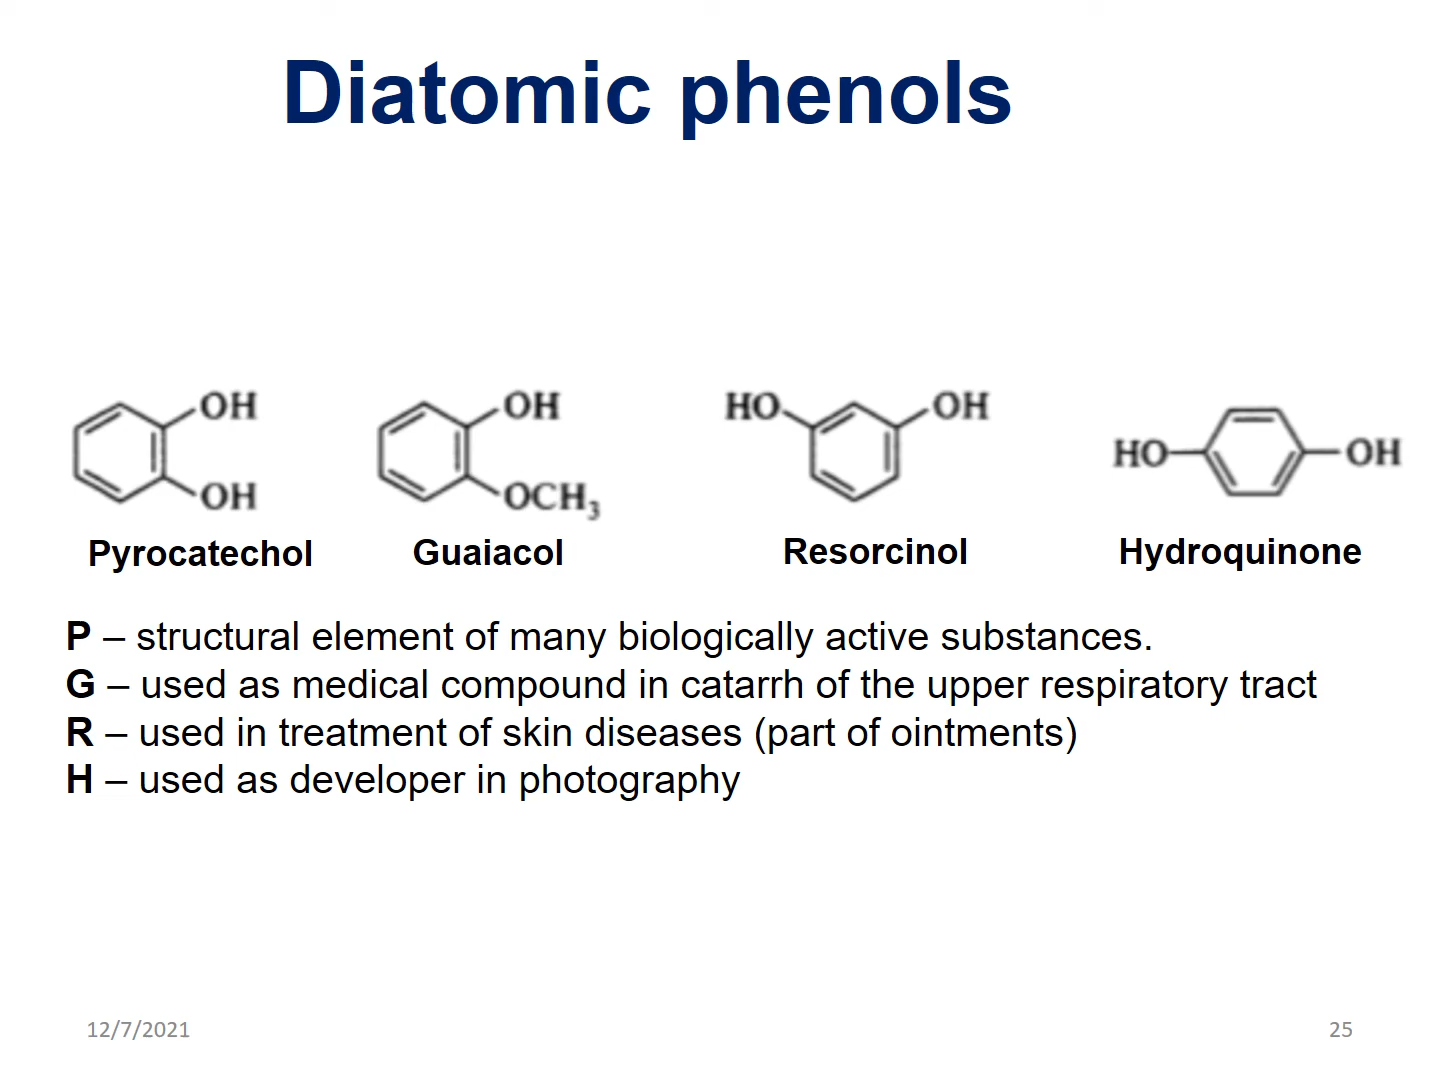 Diatomic phenols
OH
OH
OH
OCH3
HO OH
HO OH
Pyrocatechol Guaiacol Resorcinol Hydroquinone
P – structural element of many biologically active substances.
G – used as medical compound in catarrh of the upper respiratory tract
R – used in treatment of skin diseases (part of ointments)
H – used as developer in photography
12/7/2021 25